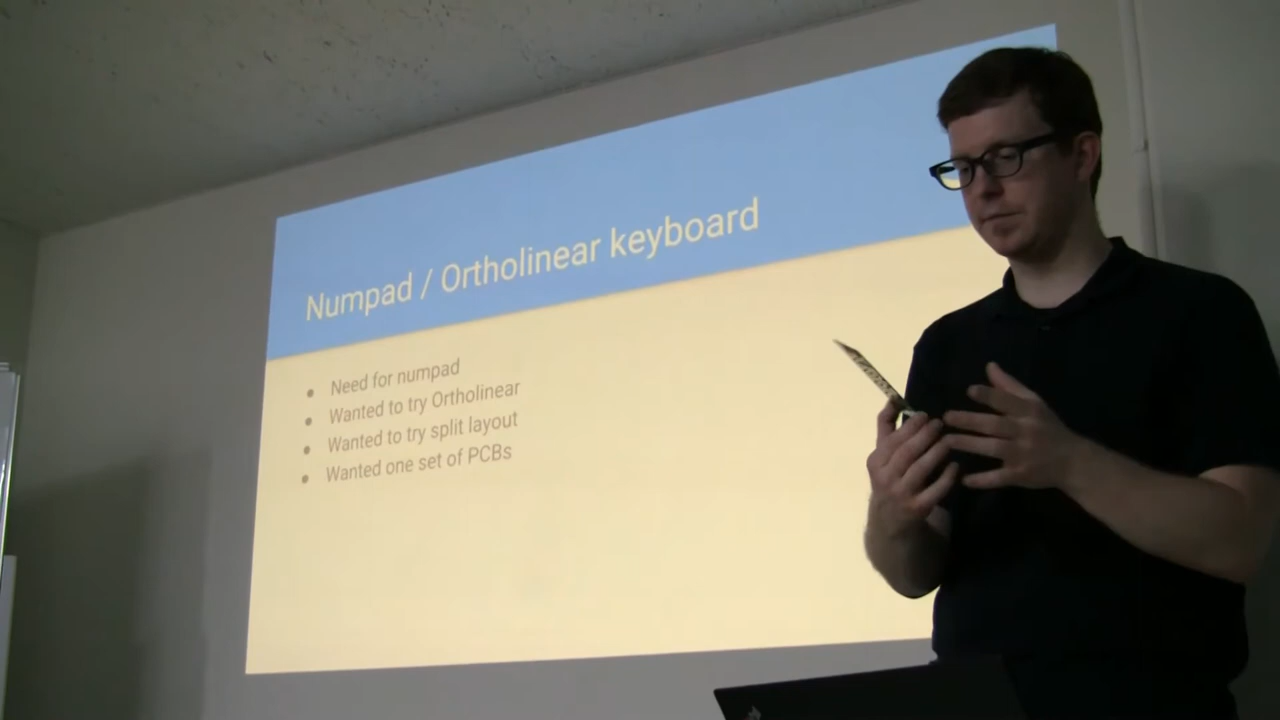 Numpad / Ortholinear keyboard
● Need for numpad
● Wanted to try Ortholinear
● Wanted to try split layout
● Wanted one set of PCBs